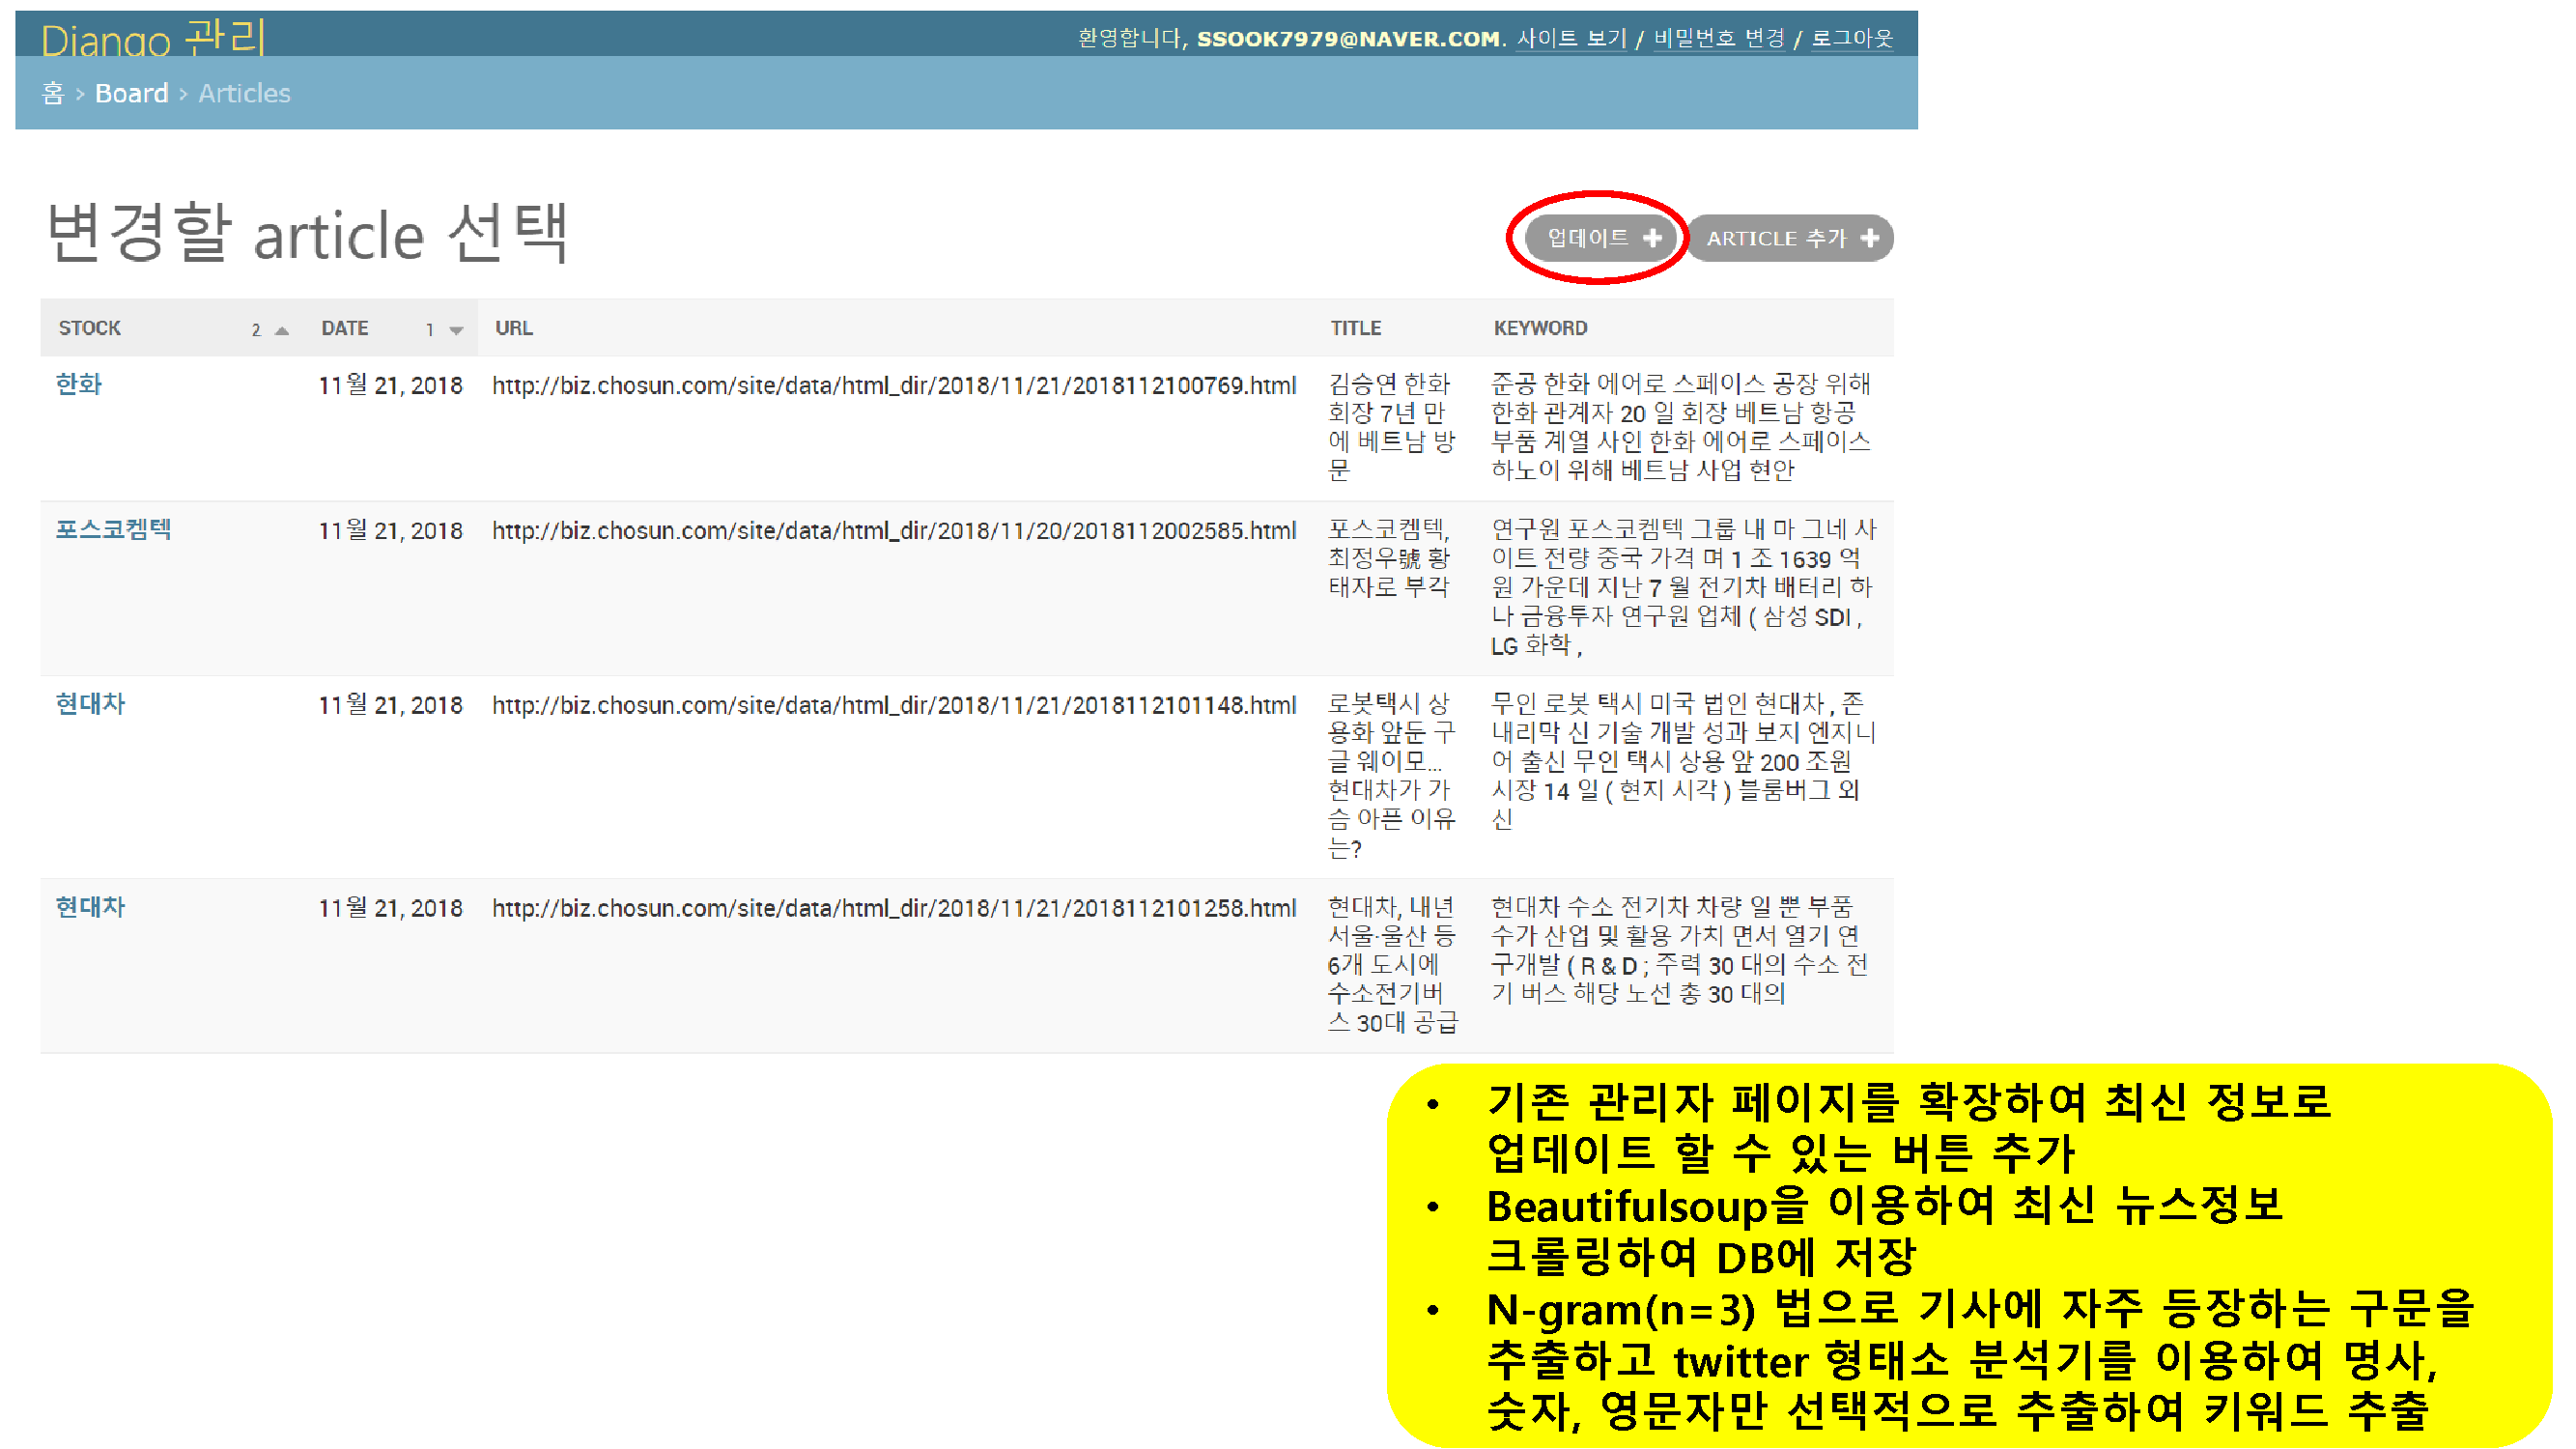 Django 관리
환영합니다, SSOOK7979@NAVER.COM. 사이트 보기 / 비밀번호 변경 / 로그아웃
홈 › Board › Articles
변경할 article 선택
업데이트 +
ARTICLE 추가 +
STOCK 2 DATE 1 URL TITLE KEYWORD
한화 11월 21, 2018 http://biz.chosun.com/site/data/html_dir/2018/11/21/2018112100769.html
김승연 한화
회장 7년 만
에 베트남 방
문
준공 한화 에어로 스페이스 공장 위해
한화 관계자 20 일 회장 베트남 항공
부품 계열 사인 한화 에어로 스페이스
하노이 위해 베트남 사업 현안
포스코켐텍 11월 21, 2018 http://biz.chosun.com/site/data/html_dir/2018/11/20/2018112002585.html
포스코켐텍,
최정우號 황
태자로 부각
연구원 포스코켐텍 그룹 내 마 그네 사
이트 전량 중국 가격 며 1 조 1639 억
원 가운데 지난 7 월 전기차 배터리 하
나 금융투자 연구원 업체 ( 삼성 SDI ,
LG 화학 ,
현대차 11월 21, 2018 http://biz.chosun.com/site/data/html_dir/2018/11/21/2018112101148.html
로봇택시 상
용화 앞둔 구
글 웨이모...
현대차가 가
슴 아픈 이유
는?
무인 로봇 택시 미국 법인 현대차 , 존
내리막 신 기술 개발 성과 보지 엔지니
어 출신 무인 택시 상용 앞 200 조원
시장 14 일 ( 현지 시각 ) 블룸버그 외
신
현대차 11월 21, 2018 http://biz.chosun.com/site/data/html_dir/2018/11/21/2018112101258.html
현대차, 내년
서울·울산 등
6개 도시에
수소전기버
스 30대 공급
현대차 수소 전기차 차량 일 뿐 부품
수가 산업 및 활용 가치 면서 열기 연
구개발 ( R & D ; 주력 30 대의 수소 전
기 버스 해당 노선 총 30 대의
• 기존 관리자 페이지를 확장하여 최신 정보로
업데이트 할 수 있는 버튼 추가
• Beautifulsoup을 이용하여 최신 뉴스정보
크롤링하여 DB에 저장
• N-gram(n=3) 법으로 기사에 자주 등장하는 구문을
추출하고 twitter 형태소 분석기를 이용하여 명사,
숫자, 영문자만 선택적으로 추출하여 키워드 추출